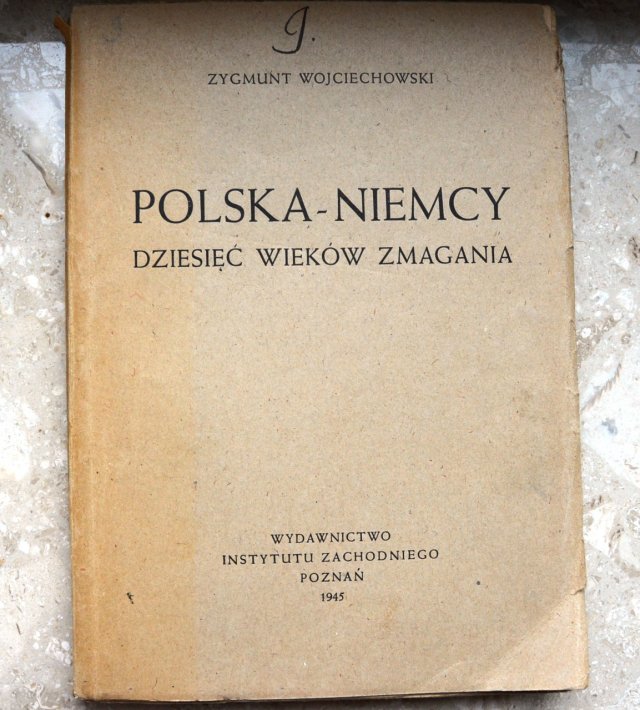 J.
ZYGMUNT WOJCIECHOWSKI
POLSKA-NIEMCY
DZIESIĘĆ WIEKÓW ZMAGANIA
WYDAWNICTWO
INSTYTUTU ZACHODNIEGO
POZNAŃ
1945